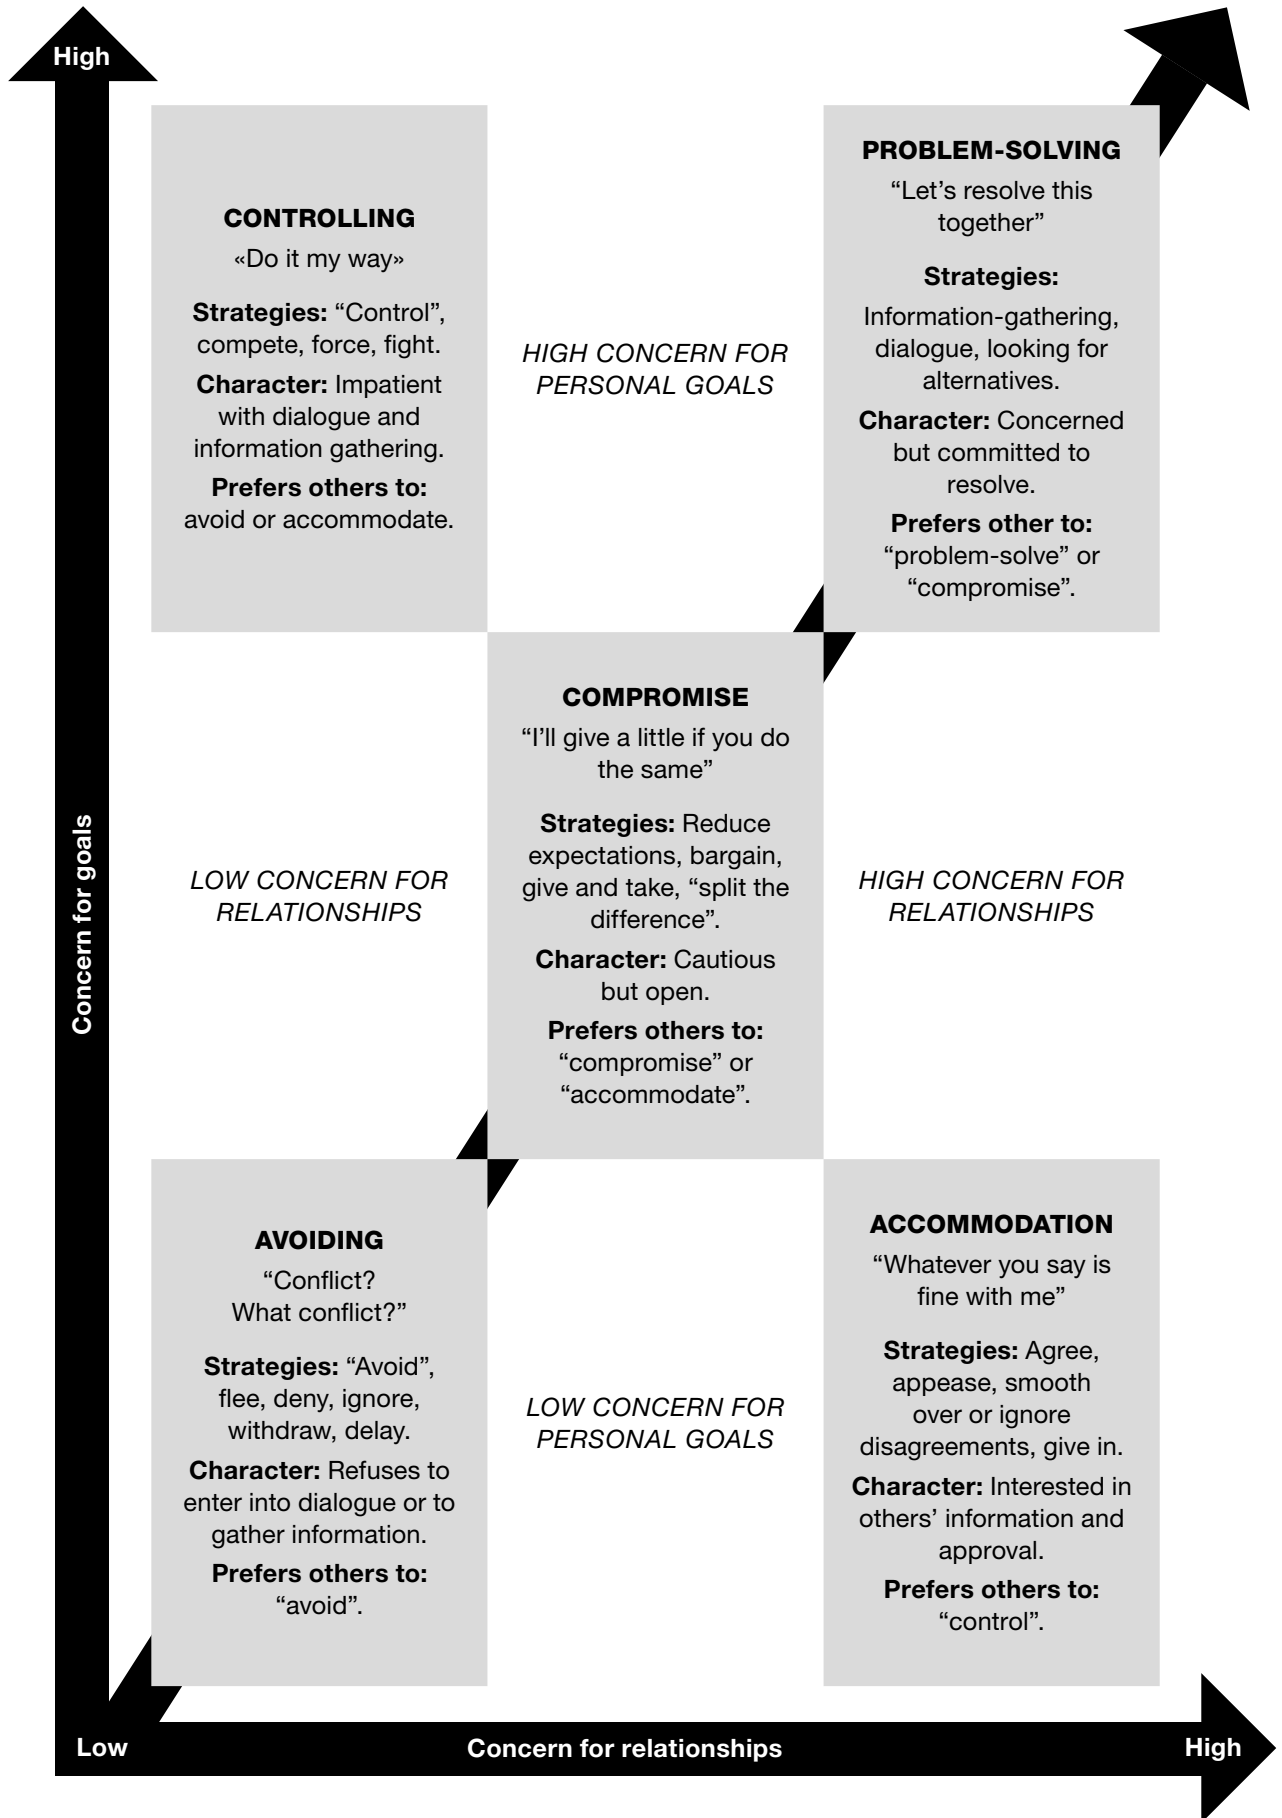 High
CONTROLLING
«Do it my way»
Strategies: “Control”,
compete, force, fight.
Character: Impatient
with dialogue and
information gathering.
Prefers others to:
avoid or accommodate.
HIGH CONCERN FOR
PERSONAL GOALS
PROBLEM-SOLVING
“Let’s resolve this
together”
Strategies:
Information-gathering,
dialogue, looking for
alternatives.
Character: Concerned
but committed to
resolve.
Prefers other to:
“problem-solve” or
“compromise”.
Concern for goals
LOW CONCERN FOR
RELATIONSHIPS
COMPROMISE
“I’ll give a little if you do
the same”
Strategies: Reduce
expectations, bargain,
give and take, “split the
difference”.
Character: Cautious
but open.
Prefers others to:
“compromise” or
“accommodate”.
HIGH CONCERN FOR
RELATIONSHIPS
AVOIDING
“Conflict?
What conflict?”
Strategies: “Avoid”,
flee, deny, ignore,
withdraw, delay.
Character: Refuses to
enter into dialogue or to
gather information.
Prefers others to:
“avoid”.
LOW CONCERN FOR
PERSONAL GOALS
ACCOMMODATION
“Whatever you say is
fine with me”
Strategies: Agree,
appease, smooth
over or ignore
disagreements, give in.
Character: Interested in
others’ information and
approval.
Prefers others to:
“control”.
Low
Concern for relationships
High